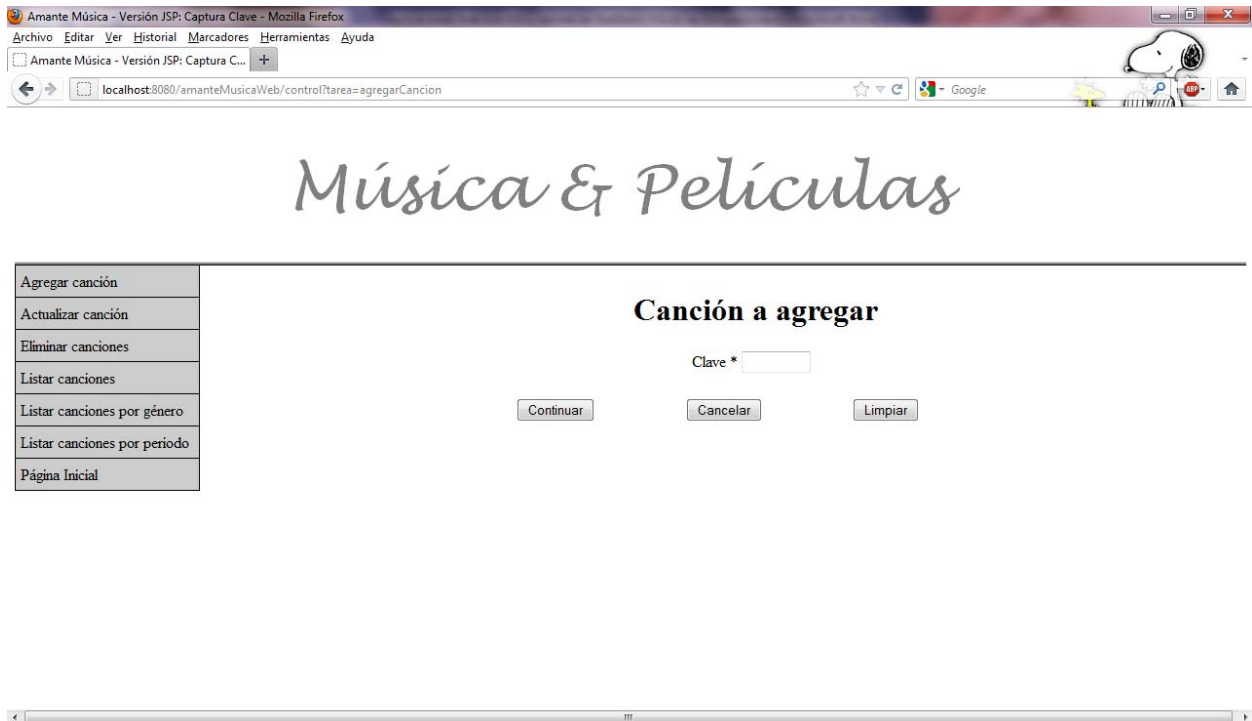 Amante Música - Versión JSP: Captura Clave - Mozilla Firefox
Archivo Editar Ver Historial Marcadores Herramientas Ayuda
Amante Música - Versión JSP: Captura C... +
localhost:8080/amanteMusicaWeb/control?tarea=agregarCancion
Google
ABP
Música & Películas
Agregar canción
Actualizar canción
Eliminar canciones
Listar canciones
Listar canciones por género
Listar canciones por periodo
Página Inicial
Canción a agregar
Clave *
Continuar Cancelar Limpiar